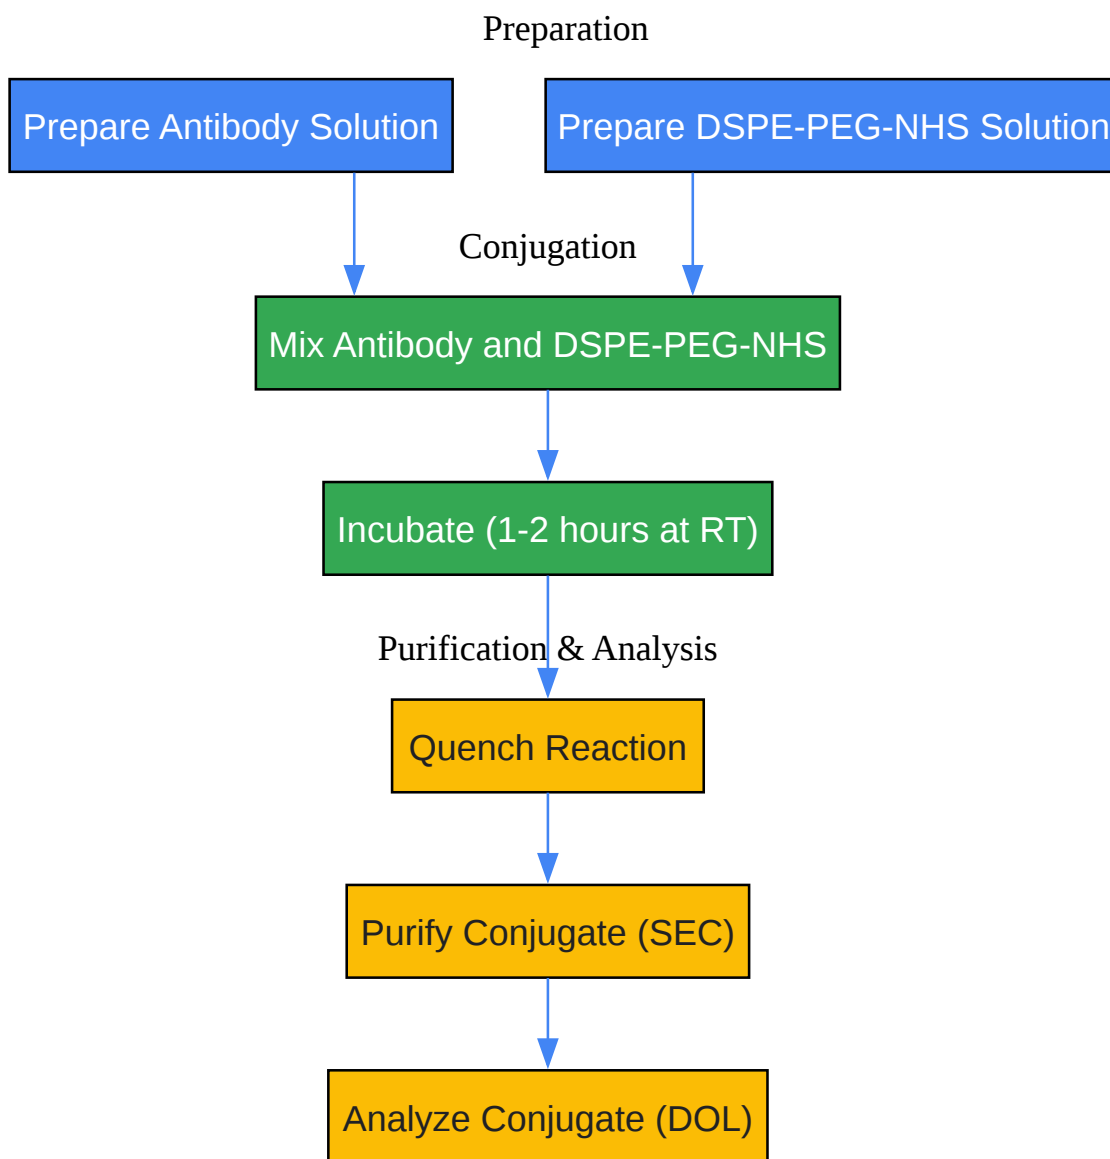 Preparation
Prepare Antibody Solution
Prepare DSPE-PEG-NHS Solution
Conjugation
Mix Antibody and DSPE-PEG-NHS
Incubate (1-2 hours at RT)
Purification & Analysis
Quench Reaction
Purify Conjugate (SEC)
Analyze Conjugate (DOL)